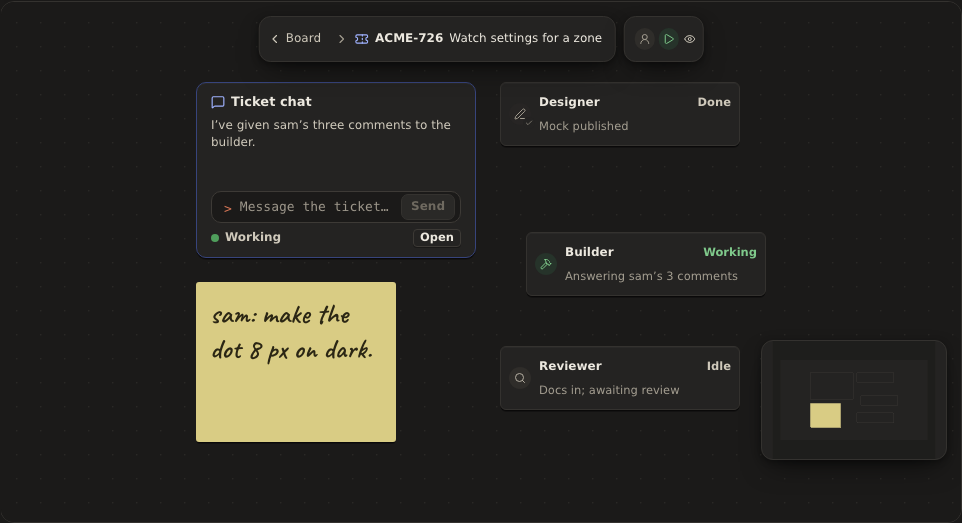 Board
ACME-726 Watch settings for a zone
Ticket chat
I’ve given sam’s three comments to the
builder.
> Message the ticket… Send
Working
Open
sam: make the
dot 8 px on dark.
Designer Done
Mock published
Builder Working
Answering sam’s 3 comments
Reviewer Idle
Docs in; awaiting review